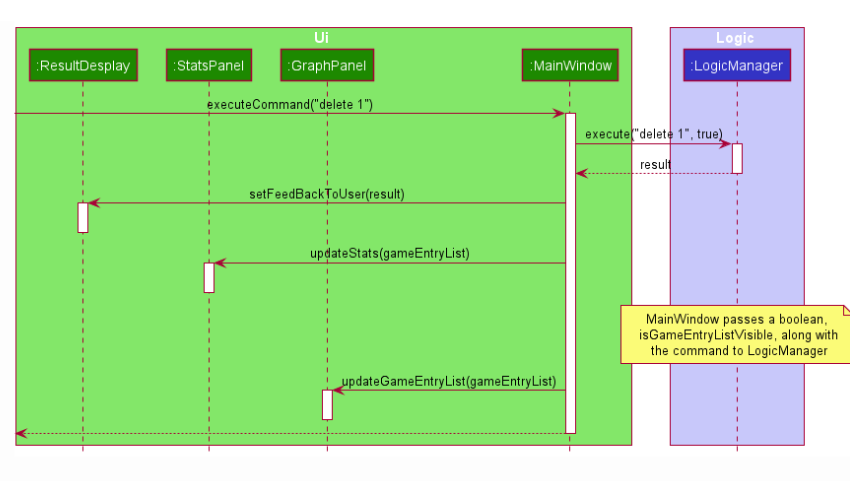 Ui
Logic
:ResultDesplay
:StatsPanel
:GraphPanel
:MainWindow
:LogicManager
executeCommand("delete 1")
execute("delete 1", true)
result
setFeedBackToUser(result)
updateStats(gameEntryList)
MainWindow passes a boolean,
isGameEntryListVisible, along with
the command to LogicManager
updateGameEntryList(gameEntryList)